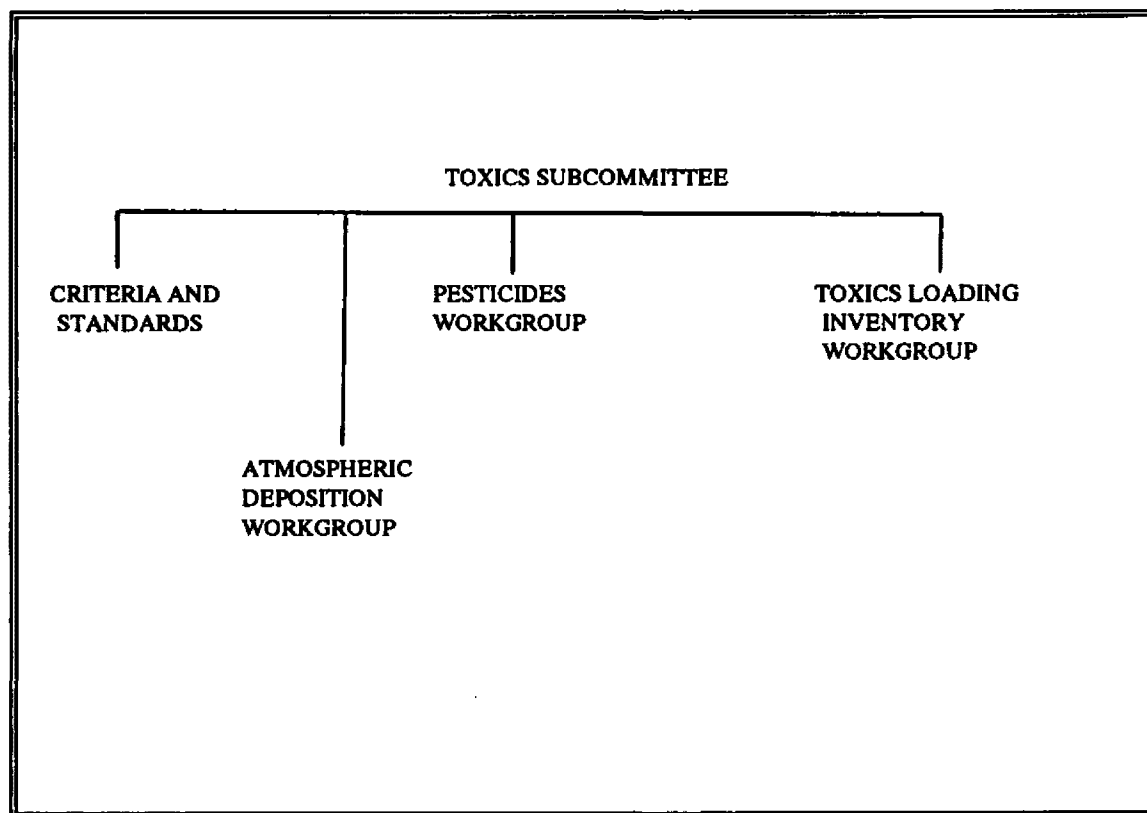 TOXICS SUBCOMMITTEE
CRITERIA AND
STANDARDS
PESTICIDES
WORKGROUP
TOXICS LOADING
INVENTORY
WORKGROUP
ATMOSPHERIC
DEPOSITION
WORKGROUP